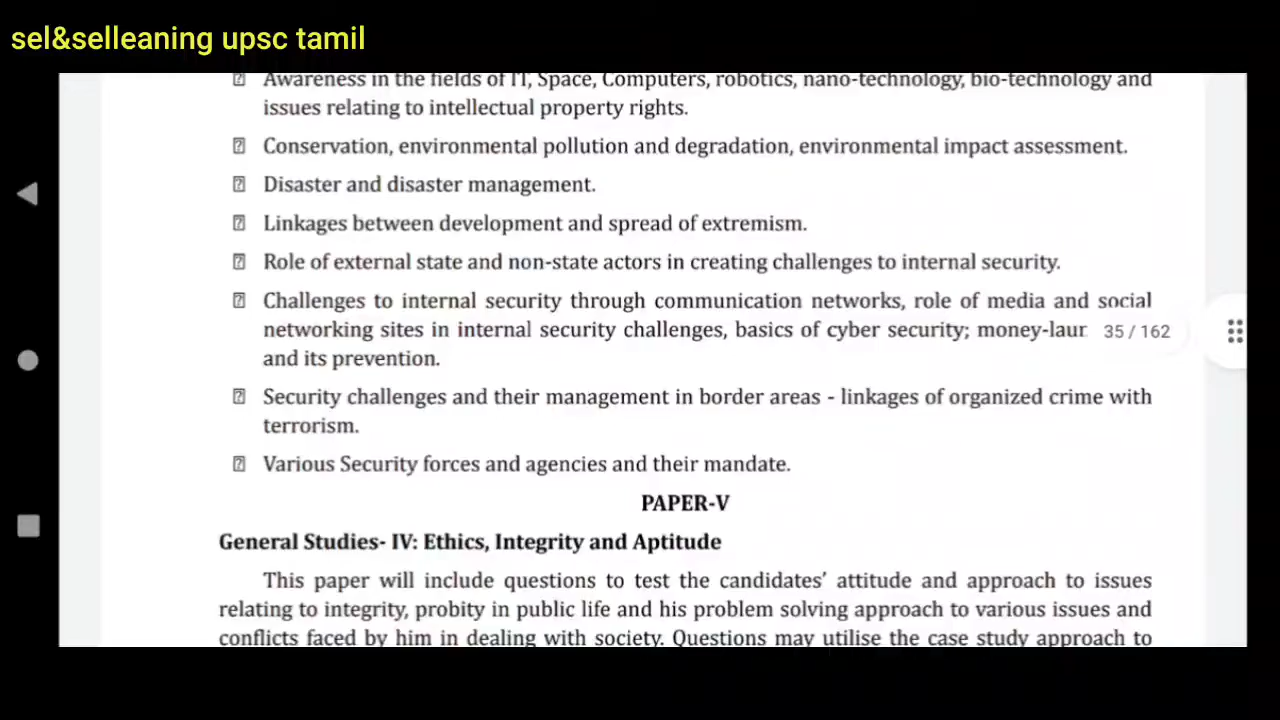 sel&selleaning upsc tamil
Awareness in the fields of IT, Space, Computers, robotics, nano-technology, bio-technology and
issues relating to intellectual property rights.
Conservation, environmental pollution and degradation, environmental impact assessment.
Disaster and disaster management.
Linkages between development and spread of extremism.
Role of external state and non-state actors in creating challenges to internal security.
Challenges to internal security through communication networks, role of media and social
networking sites in internal security challenges, basics of cyber security; money-laur 35 / 162
and its prevention.
Security challenges and their management in border areas - linkages of organized crime with
terrorism.
Various Security forces and agencies and their mandate.
PAPER-V
General Studies- IV: Ethics, Integrity and Aptitude
This paper will include questions to test the candidates’ attitude and approach to issues
relating to integrity, probity in public life and his problem solving approach to various issues and
conflicts faced by him in dealing with society. Questions may utilise the case study approach to